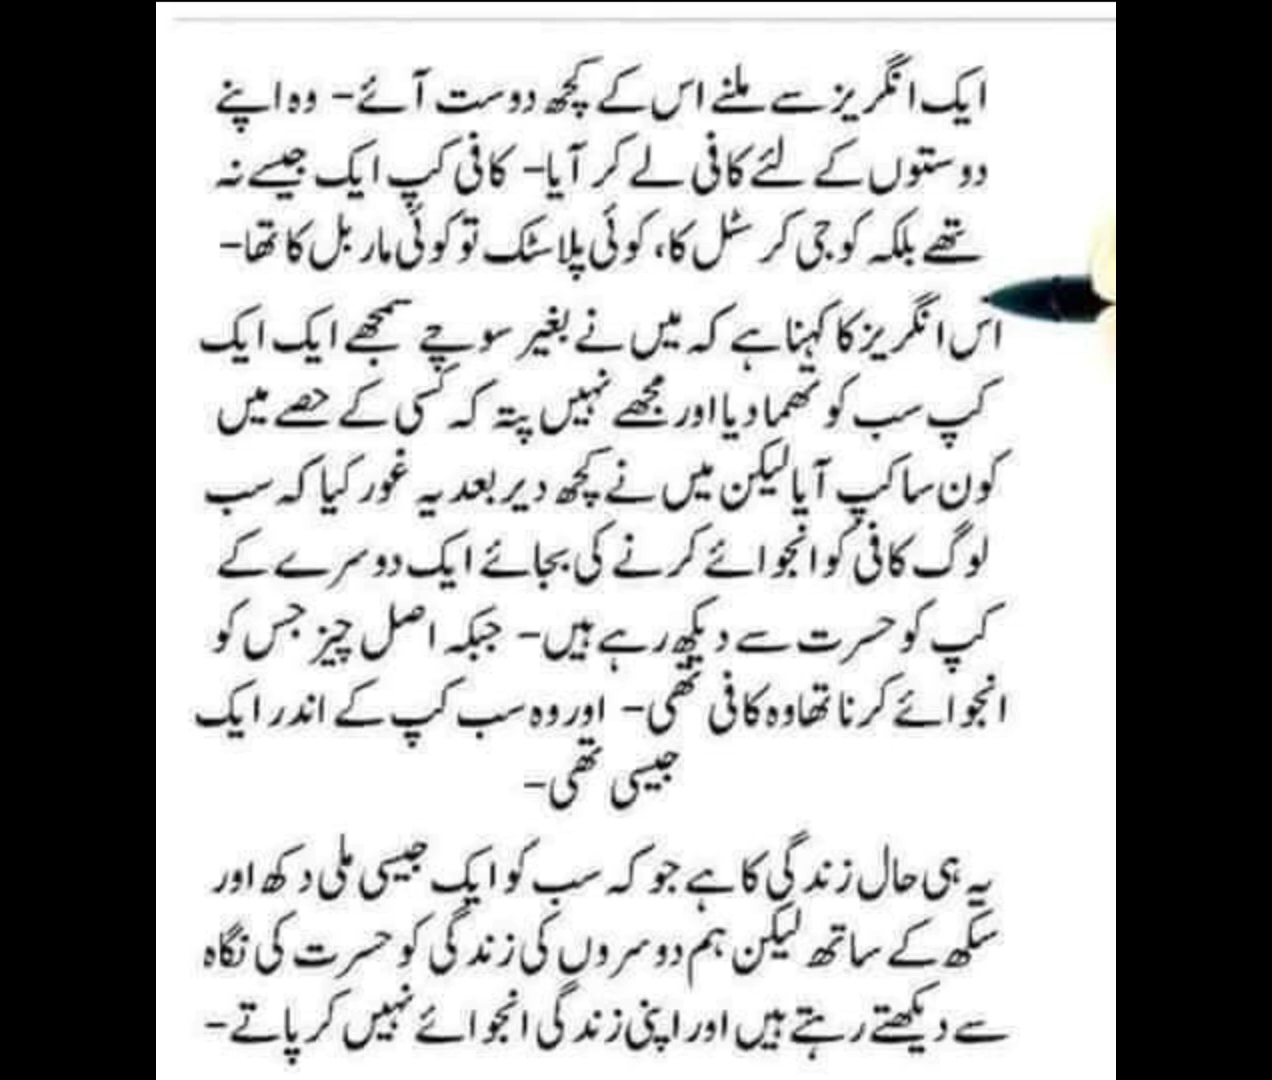 ایک انگریز سے ملنے اس کے کچھ دوست آئے- وہ اپنے
دوستوں کے لئے کافی لے کر آیا- کافی کپ ایک جیسے نہ
تھے بلکہ کوجی کر سٹل کا، کوئی پلاسٹک تو کوئی ماربل کا تھا-
اس انگریز کا کہنا ہے کہ میں نے بغیر سوچے سمجھے ایک ایک
کپ سب کو تھما دیا اور مجھے نہیں پتہ کہ کسی کے حصے میں
کون سا کپ آیا لیکن میں نے کچھ دیر بعد یہ غور کیا کہ سب
لوگ کافی کو انجوائے کرنے کی بجائے ایک دوسرے کے
کپ کو حسرت سے دیکھ رہے ہیں- جبکہ اصل چیز جس کو
انجوائے کرنا تھا وہ کافی تھی- اور وہ سب کپ کے اندر ایک
جیسی تھی-
یہ ہی حال زندگی کا ہے جو کہ سب کو ایک جیسی ملی دکھ اور
سکھ کے ساتھ لیکن ہم دوسروں کی زندگی کو حسرت کی نگاہ
سے دیکھتے رہتے ہیں اور اپنی زندگی انجوائے نہیں کر پاتے-